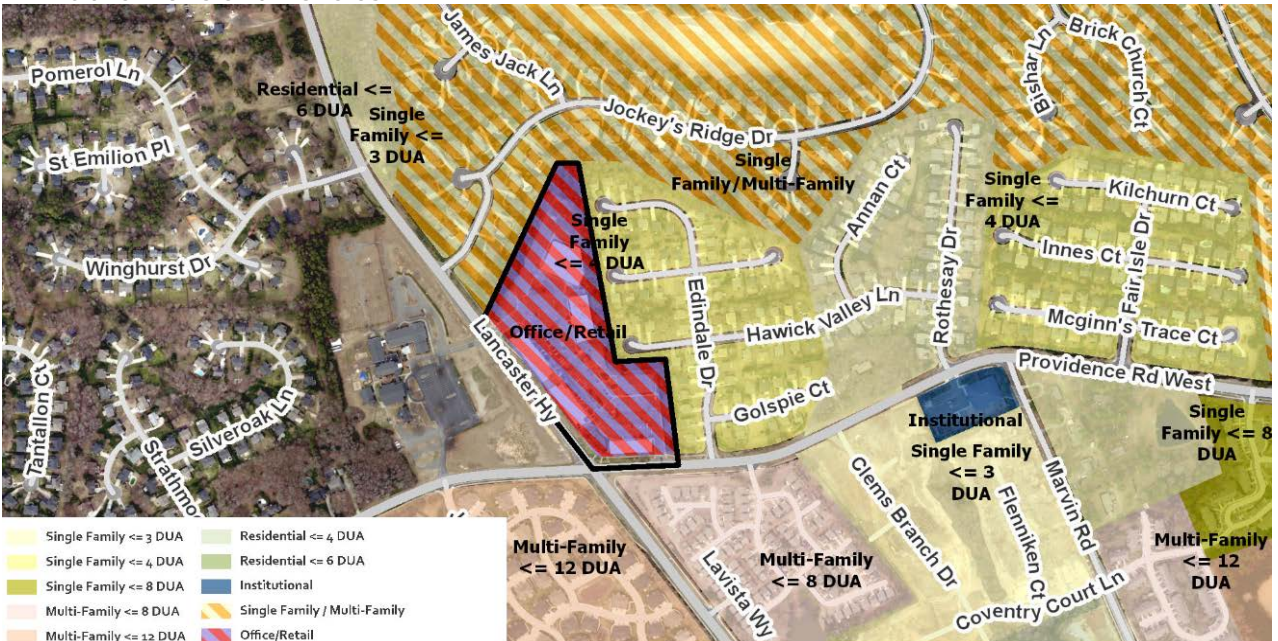 James Jack Ln
Pomerol Ln
Residential <=
6 DUA
Single
Family <=
3 DUA
Jockey's Ridge Dr
Bishar Ln
Brick Church Ct
St Emilion Pl
Single
Family/Multi-Family
Annan Ct
Single
Family <=
4 DUA
Kilchurn Ct
Single
Family
Winghurst Dr
Innes Ct
Fair Isle Dr
Edindale Dr
Hawick Valley Ln
Rothesay Dr
Mcginn's Trace Ct
Office/Retail
Lancaster Hy
Providence Rd West
Golspie Ct
Tantallon Ct
Silveroak Ln
Institutional
Single Family
<= 3
DUA
Single
Family <= 8
DUA
Clems Branch Dr
Flenniken Ct
Marvin Rd
Multi-Family
<= 12 DUA
Lavista Wy
Multi-Family
<= 8 DUA
Multi-Family
<= 12
DUA
Coventry Court Ln
Single Family <= 3 DUA
Single Family <= 4 DUA
Single Family <= 8 DUA
Multi-Family <= 8 DUA
Multi-Family <= 12 DUA
Residential <= 4 DUA
Residential <= 6 DUA
Institutional
Single Family / Multi-Family
Office/Retail